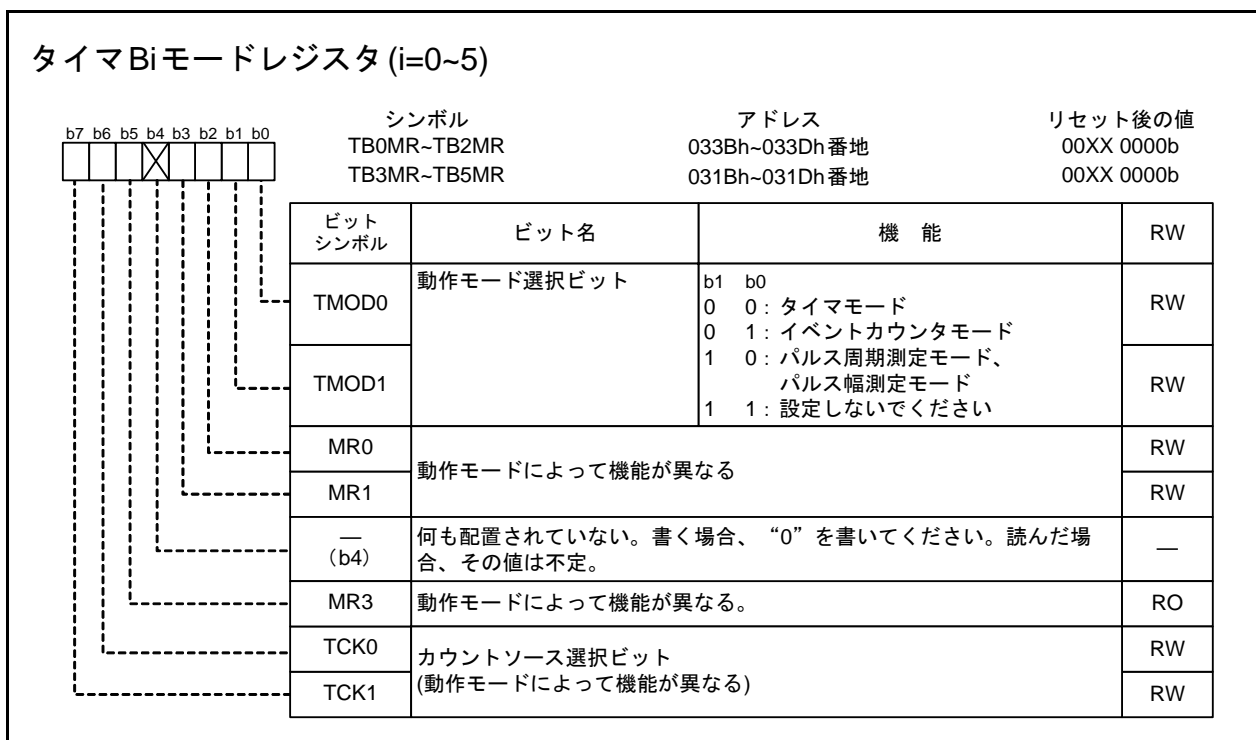 タイマBiモードレジスタ(i=0~5)
シンボル アドレス リセット後の値
TB0MR~TB2MR 033Bh~033Dh番地 00XX 0000b
TB3MR~TB5MR 031Bh~031Dh番地 00XX 0000b
b7 b6 b5 b4 b3 b2 b1 b0
ビット
シンボル
ビット名
機 能
RW
TMOD0
動作モード選択ビット
b1 b0
0 0 : タイマモード
0 1 : イベントカウンタモード
1 0 : パルス周期測定モード、
パルス幅測定モード
1 1 : 設定しないでください
RW
TMOD1
RW
MR0
動作モードによって機能が異なる
RW
MR1
RW
—
(b4)
何も配置されていない。書く場合、“0”を書いてください。読んだ場
合、その値は不定。
—
MR3
動作モードによって機能が異なる。
RO
TCK0
カウントソース選択ビット
(動作モードによって機能が異なる)
RW
TCK1
RW